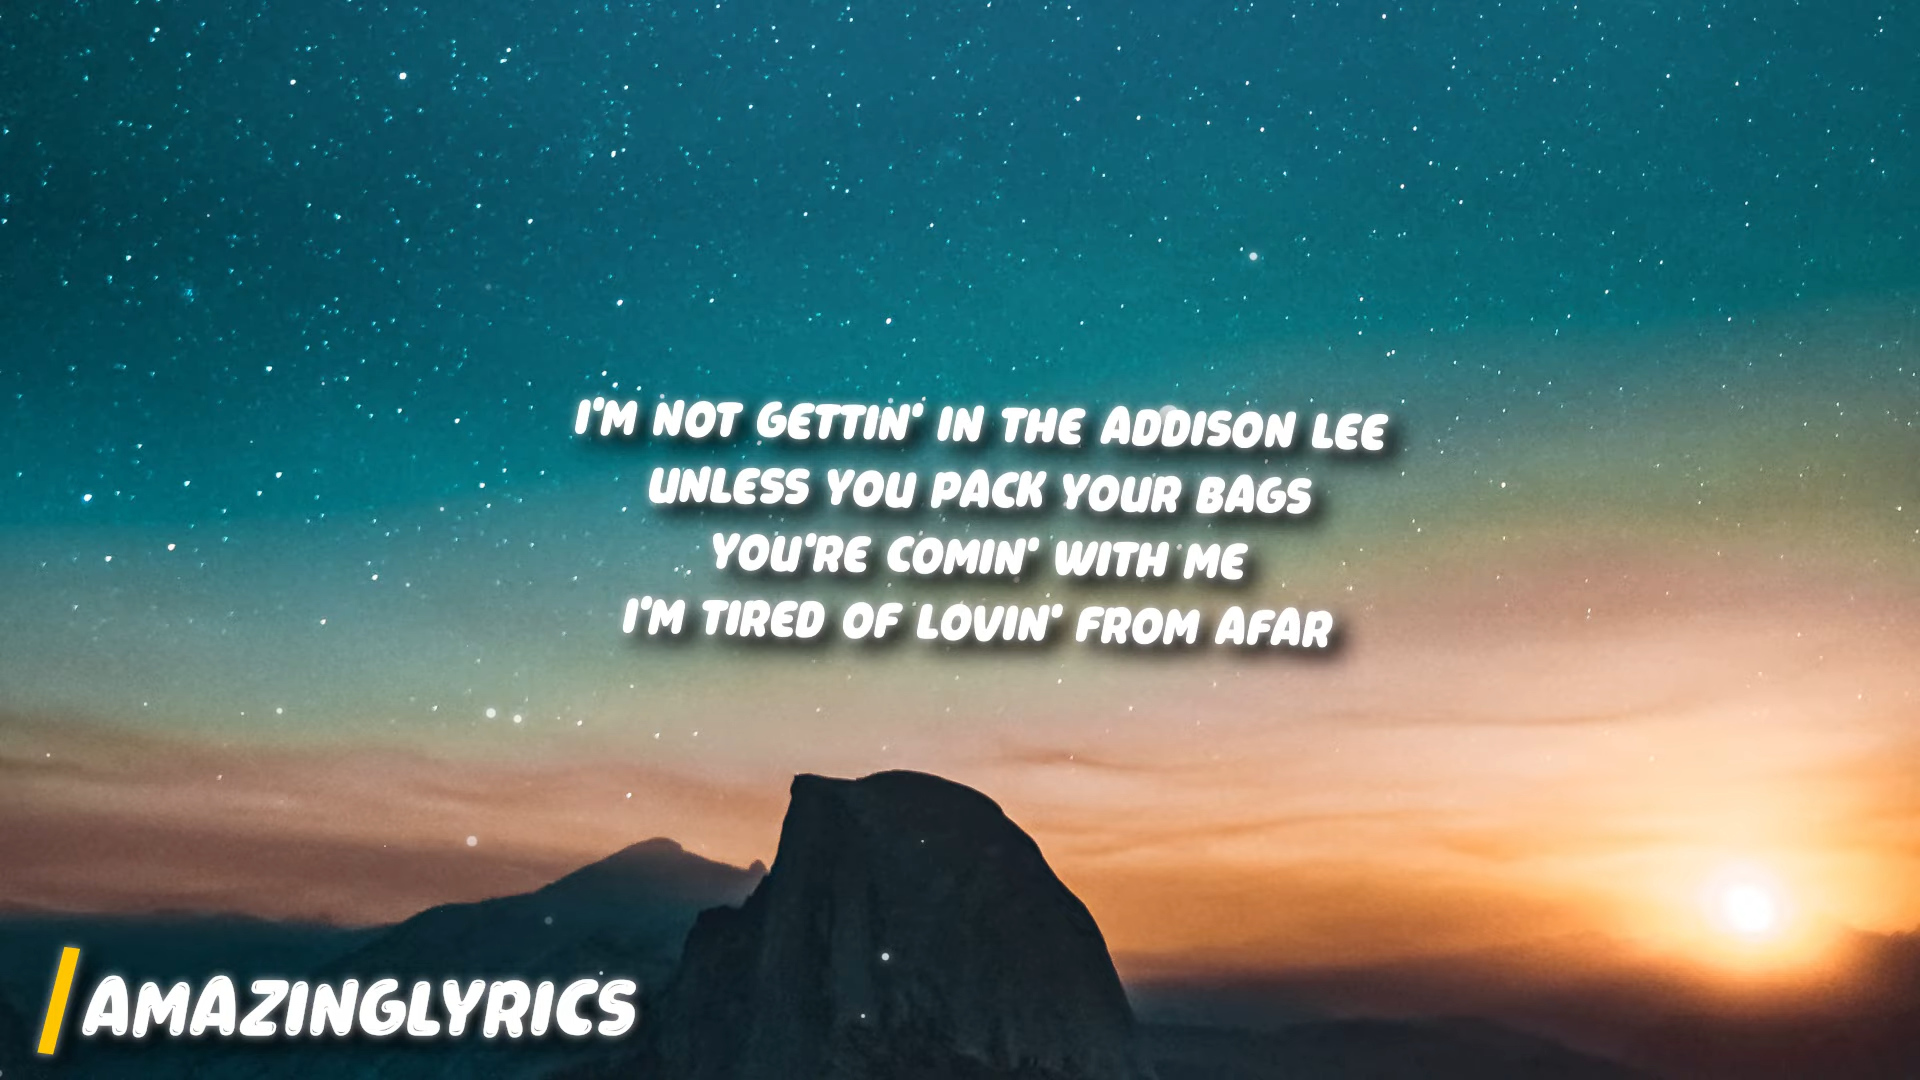 I'M NOT GETTIN' IN THE ADDISON LEE
UNLESS YOU PACK YOUR BAGS
YOU'RE COMIN' WITH ME
I'M TIRED OF LOVIN' FROM AFAR
AMAZINGLYRICS